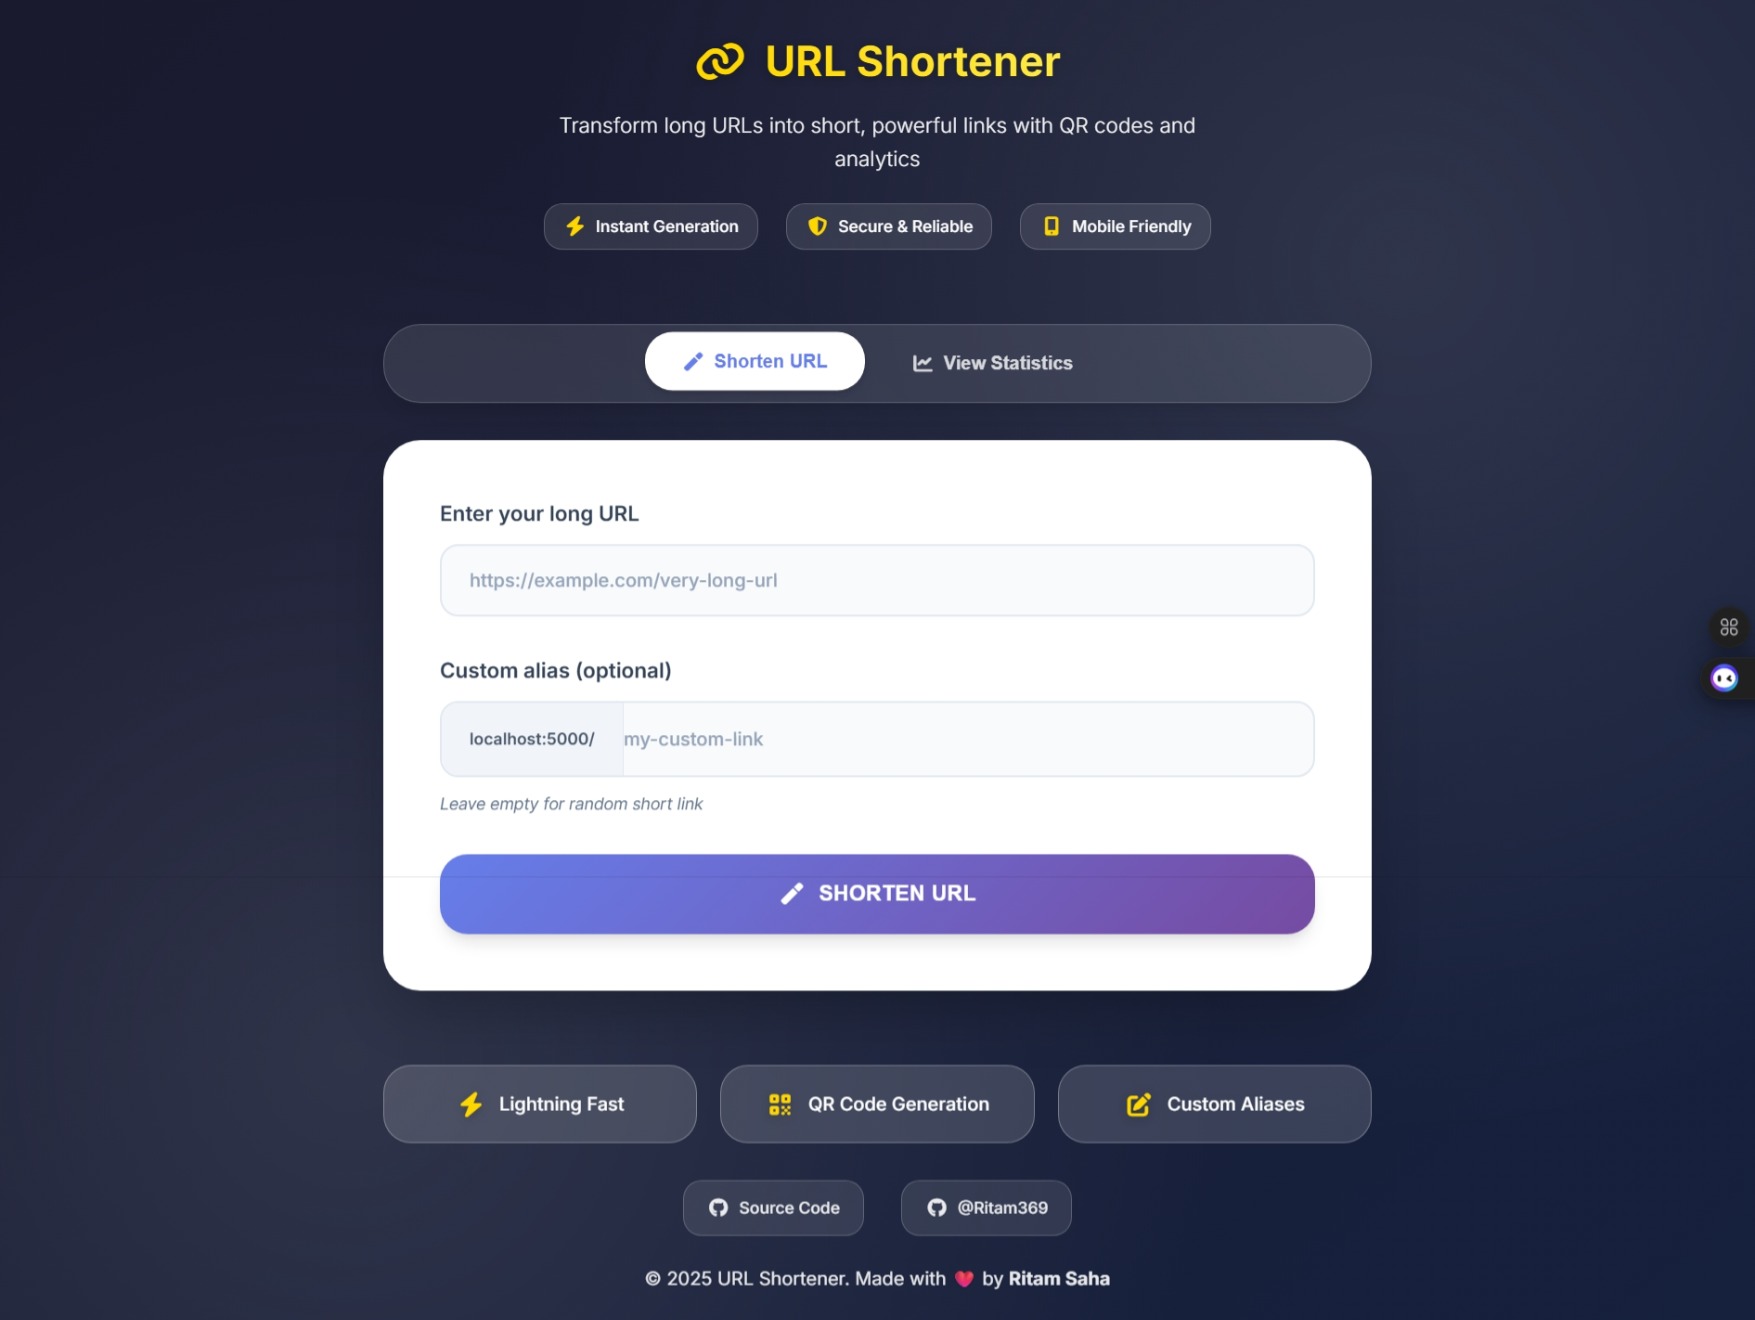 URL Shortener
Transform long URLs into short, powerful links with QR codes and
analytics
Instant Generation
Secure & Reliable
Mobile Friendly
Shorten URL
View Statistics
Enter your long URL
https://example.com/very-long-url
Custom alias (optional)
localhost:5000/
my-custom-link
Leave empty for random short link
SHORTEN URL
Lightning Fast
QR Code Generation
Custom Aliases
Source Code
@Ritam369
© 2025 URL Shortener. Made with 💗 by Ritam Saha